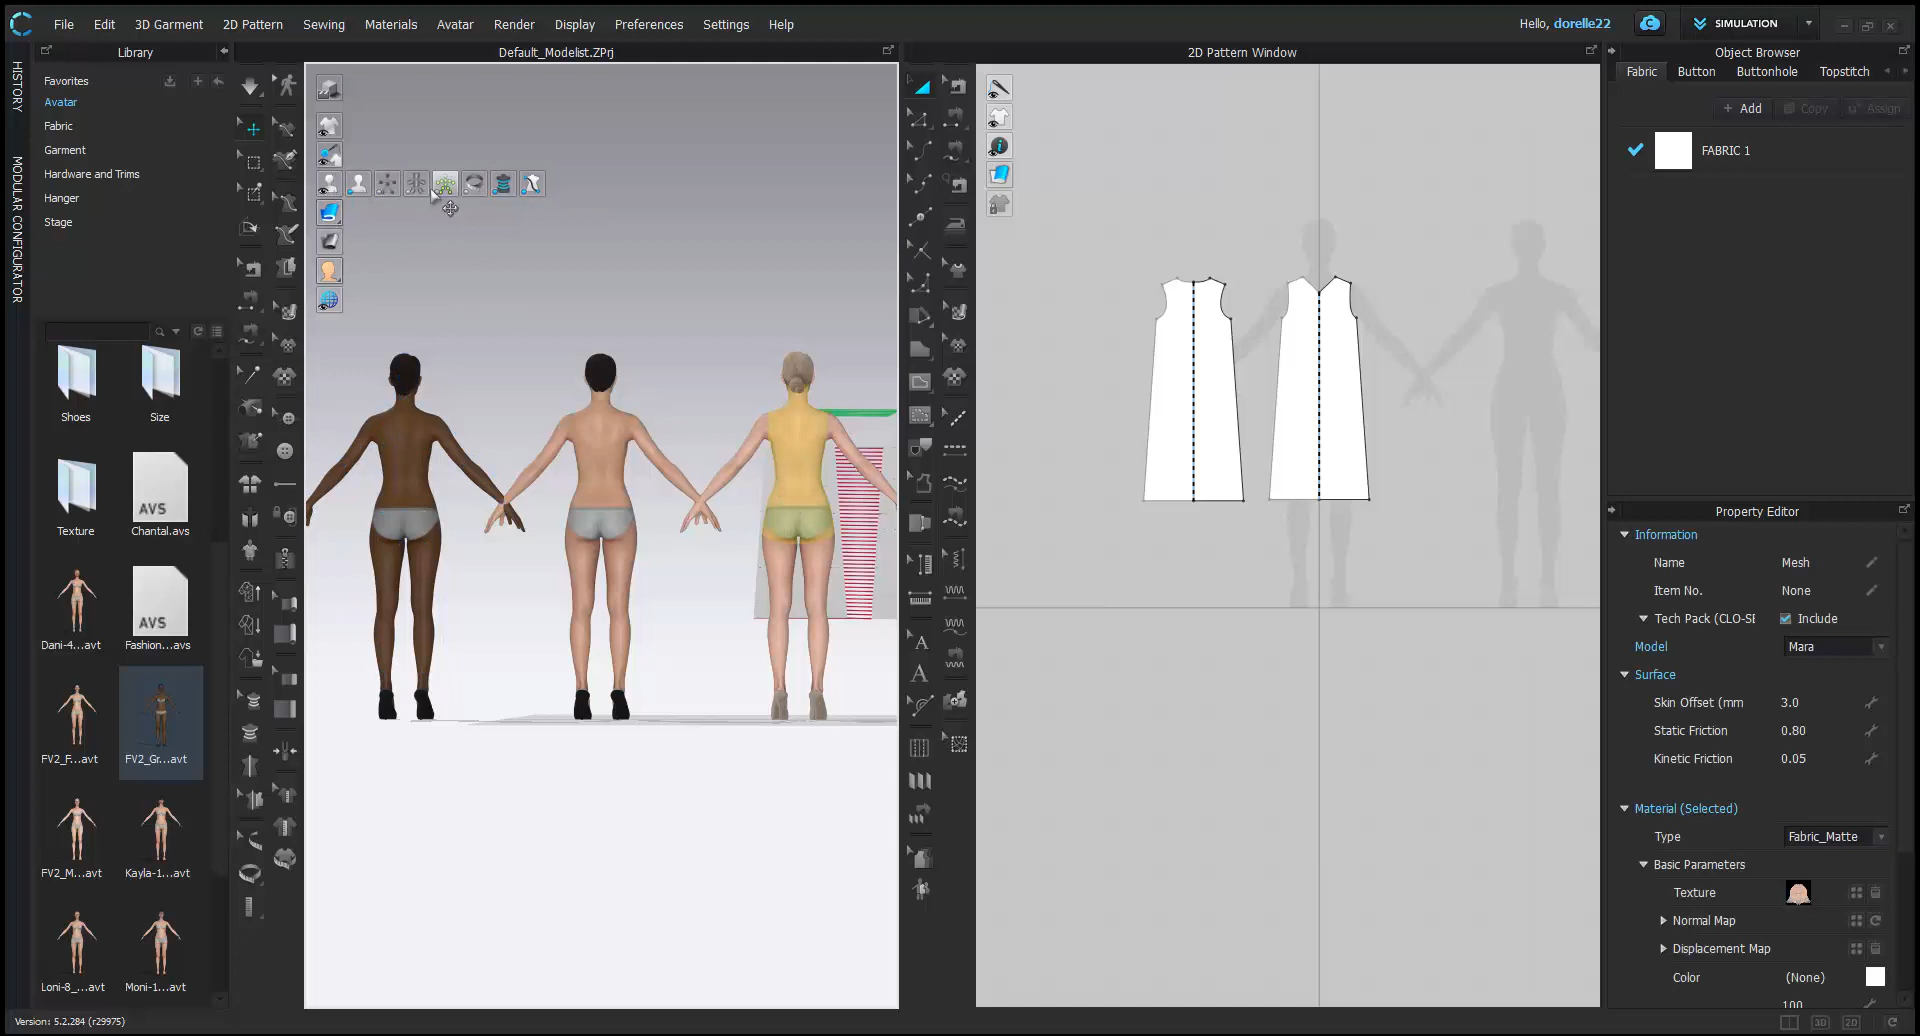 File Edit 3D Garment 2D Pattern Sewing Materials Avatar Render Display Preferences Settings Help
Hello, dorelle22
SIMULATION
HISTORY
MODULAR CONFIGURATOR
Library
Favorites
Avatar
Fabric
Garment
Hardware and Trims
Hanger
Stage
Shoes
Size
Texture
AVS
Chantal.avs
Dani-4...avt
AVS
Fashion...avs
FV2_F...avt
FV2_Gr...avt
FV2_M...avt
Kayla-1...avt
Loni-8_...avt
Moni-1...avt
Version: 5.2.284 (r29975)
Default_Modelist.ZPrj
2D Pattern Window
Object Browser
Fabric Button Buttonhole Topstitch
+ Add Copy Assign
FABRIC 1
Property Editor
Information
Name Mesh
Item No. None
Tech Pack (CLO-SE Include
Model Mara
Surface
Skin Offset (mm 3.0
Static Friction 0.80
Kinetic Friction 0.05
Material (Selected)
Type Fabric_Matte
Basic Parameters
Texture
Normal Map
Displacement Map
Color (None)
100
A
A
3D
2D